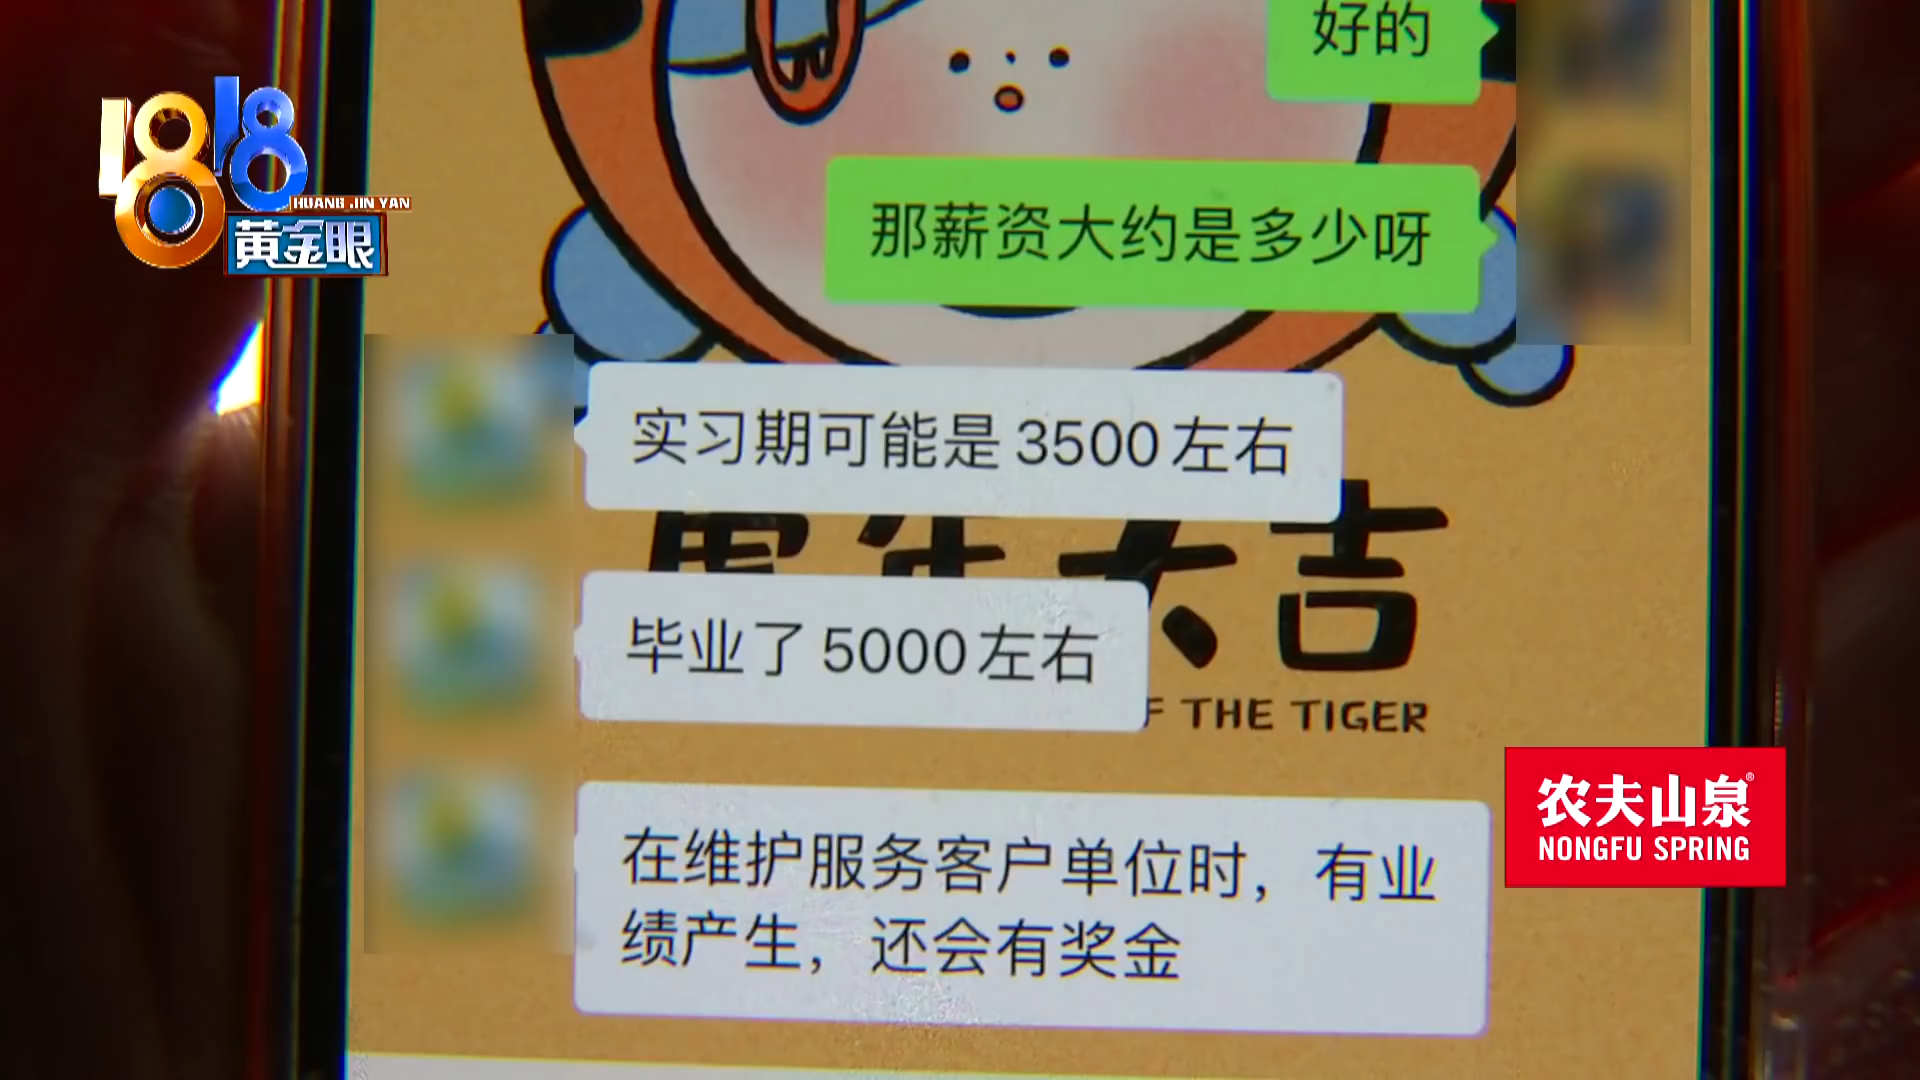 1818
HUANG JIN YAN
黄金眼
好的
那薪资大约是多少呀
实习期可能是3500左右
大吉
毕业了5000左右
F THE TIGER
在维护服务客户单位时，有业
绩产生，还会有奖金
农夫山泉®
NONGFU SPRING